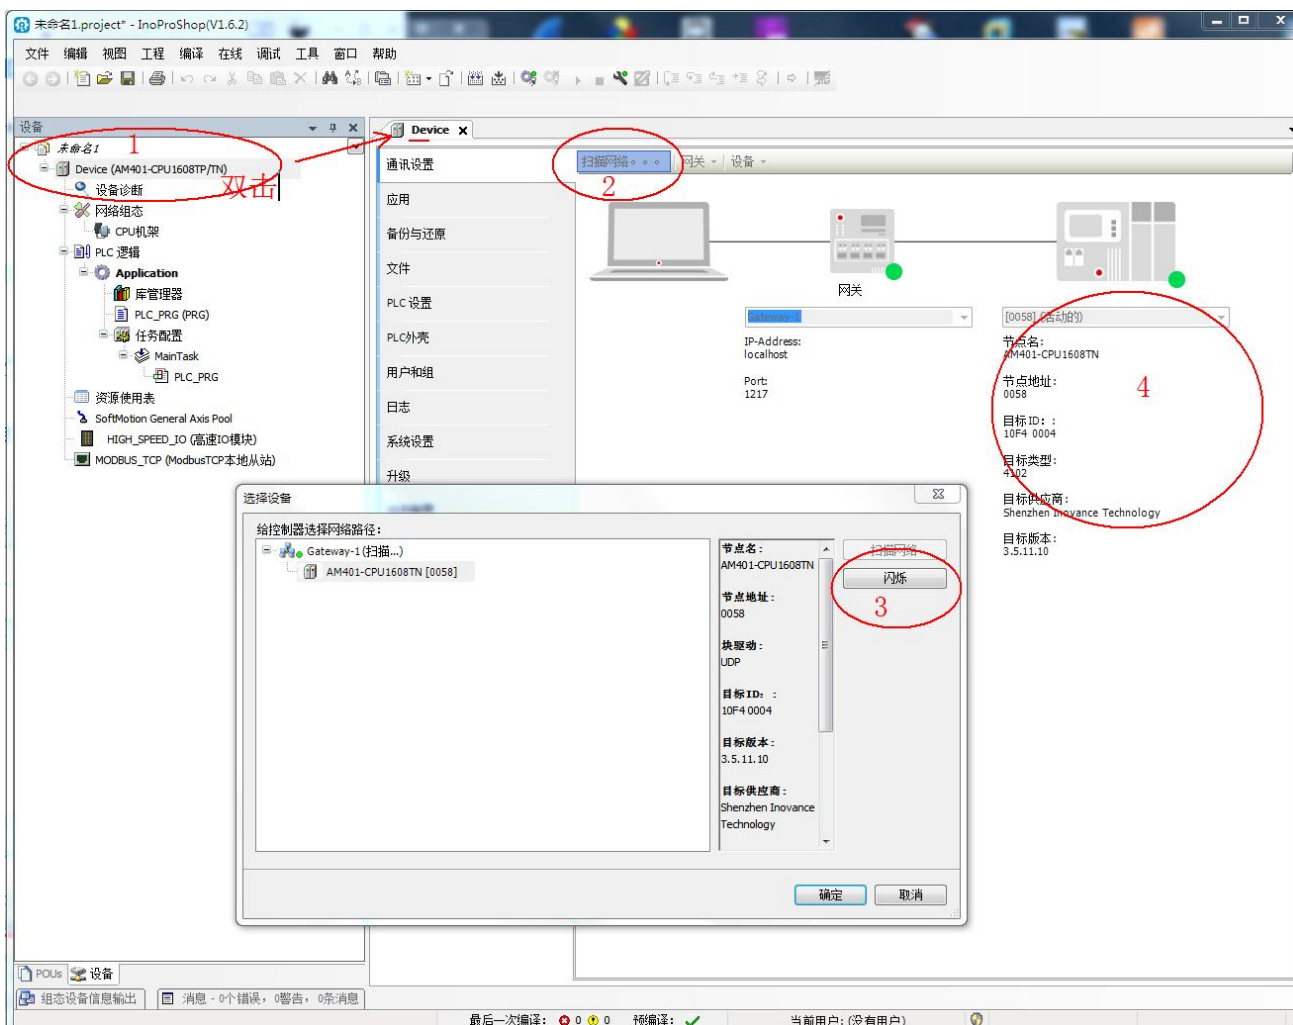 未命名1.project* - InoProShop(V1.6.2)
文件 编辑 视图 工程 编译 在线 调试 工具 窗口 帮助
设备
未命名1
1
Device (AM401-CPU1608TP/TN)
双击
设备诊断
网络组态
CPU机架
PLC 逻辑
Application
库管理器
PLC_PRG (PRG)
任务配置
MainTask
PLC_PRG
资源使用表
SoftMotion General Axis Pool
HIGH_SPEED_IO (高速IO模块)
MODBUS_TCP (ModbusTCP本地从站)
Device
通讯设置
应用
备份与还原
文件
PLC 设置
PLC外壳
用户和组
日志
系统设置
升级
扫描网络。。。 网关 设备
2
网关
Gateway-1
IP-Address:
localhost
Port:
1217
[0058] (活动的)
节点名:
AM401-CPU1608TN
节点地址:
0058
目标ID: :
10F4 0004
目标类型:
4102
目标供应商:
Shenzhen Inovance Technology
目标版本:
3.5.11.10
4
选择设备
给控制器选择网络路径:
Gateway-1 (扫描...)
AM401-CPU1608TN [0058]
节点名:
AM401-CPU1608TN
节点地址:
0058
块驱动:
UDP
目标ID: :
10F4 0004
目标版本:
3.5.11.10
目标供应商:
Shenzhen Inovance
Technology
扫描网络
闪烁
3
确定 取消
POUs 设备
组态设备信息输出 消息 - 0个错误, 0警告, 0条消息
最后一次编译: 0 0 预编译: 当前用户: (没有用户)